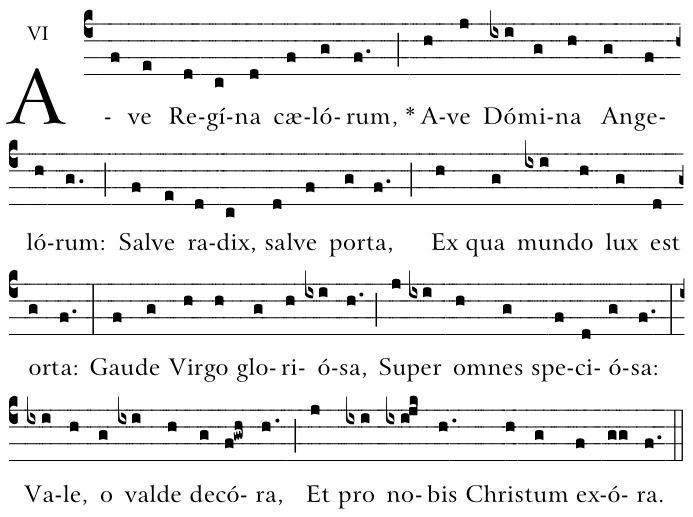 VI
A - ve Re-gí-na cæ-ló-rum, * A-ve Dómi-na Ange-
ló-rum: Salve ra-dix, salve porta, Ex qua mundo lux est
orta: Gaude Virgo glo-ri-ó-sa, Super omnes spe-ci-ó-sa:
Va-le, o valde decó-ra, Et pro no-bis Christum ex-ó-ra.